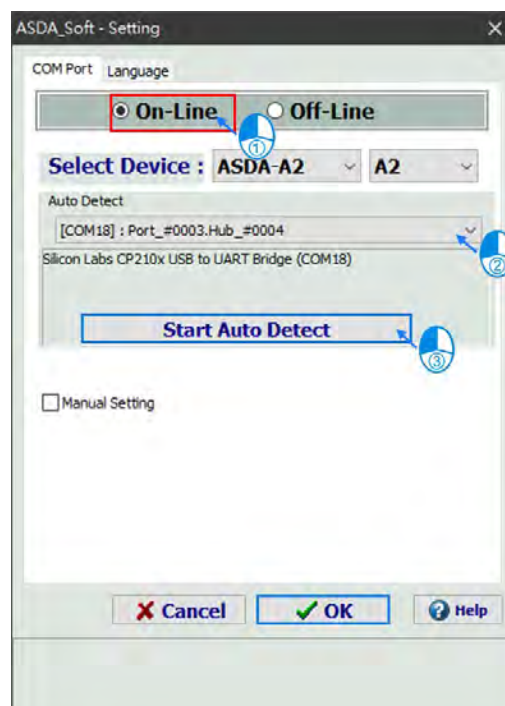 ASDA_Soft - Setting
COM Port Language
On-Line Off-Line
①
Select Device : ASDA-A2 A2
Auto Detect
[COM18] : Port_#0003.Hub_#0004
②
Silicon Labs CP210x USB to UART Bridge (COM18)
Start Auto Detect
③
Manual Setting
Cancel OK Help